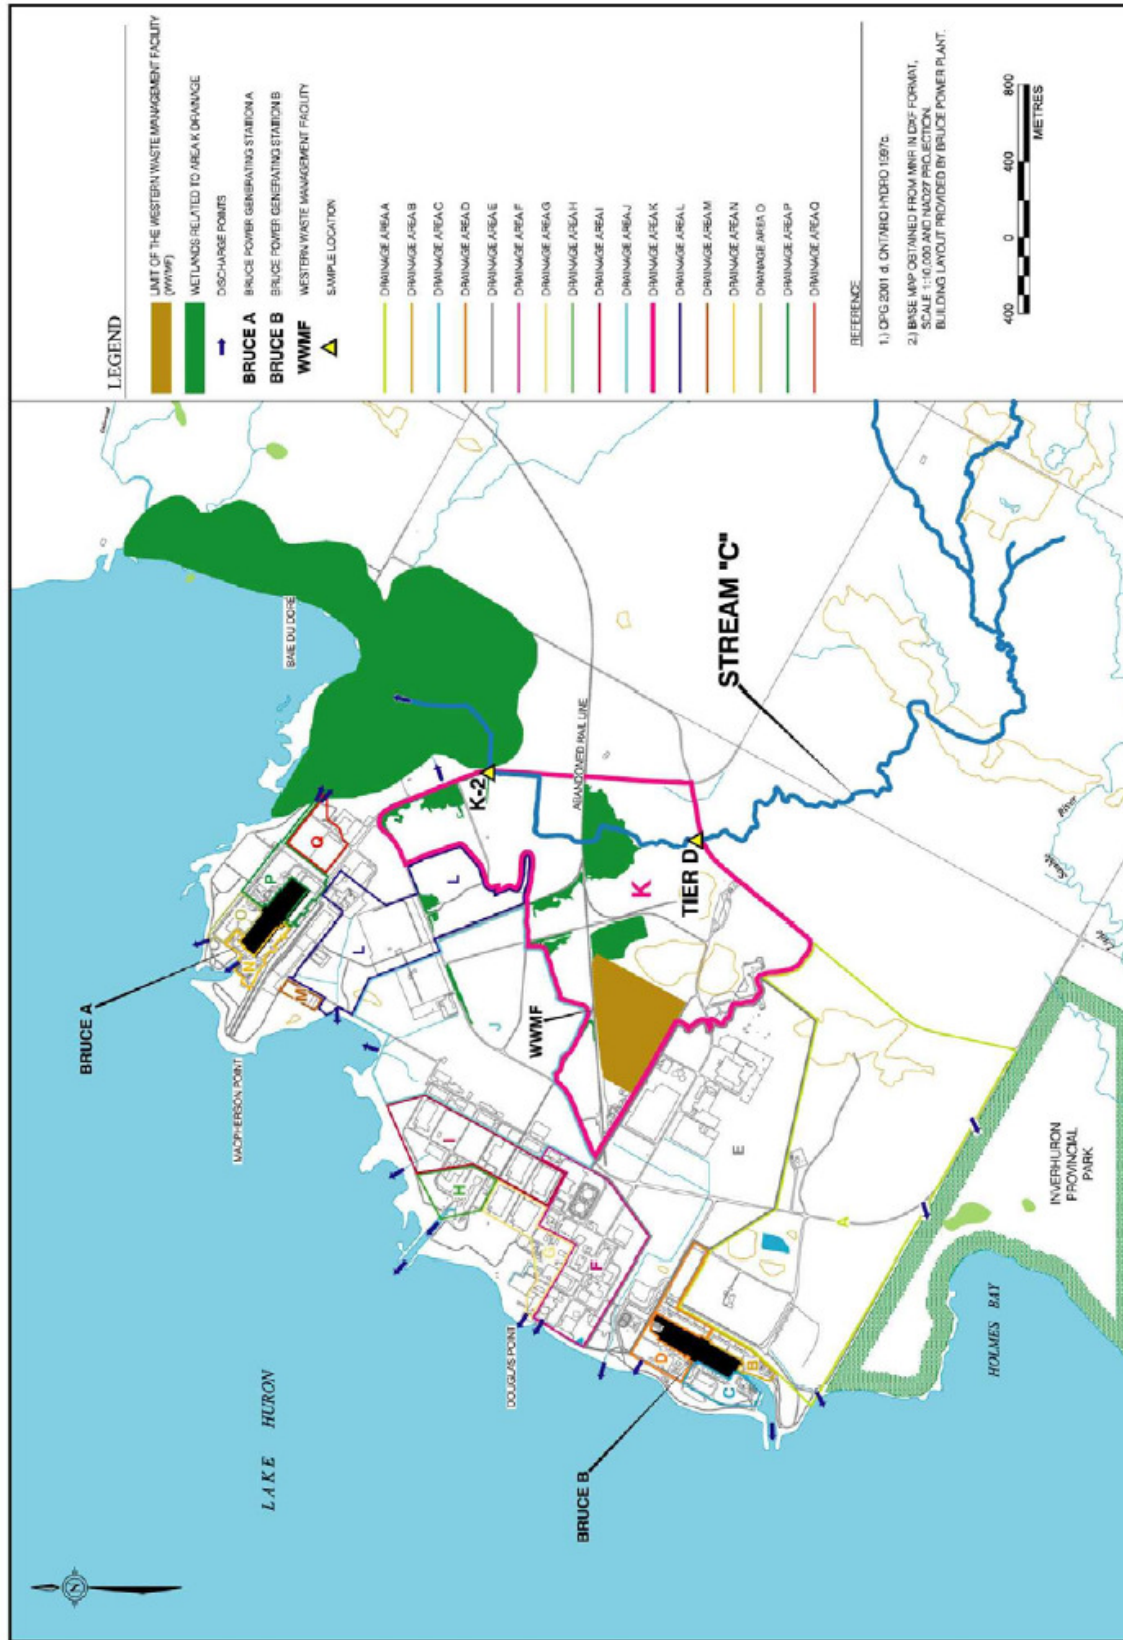 LEGEND
LIMIT OF THE WESTERN WASTE MANAGEMENT FACILITY
(WWMF)
WETLANDS RELATED TO AREA K DRAINAGE
DISCHARGE POINTS
BRUCE A BRUCE POWER GENERATING STATION A
BRUCE B BRUCE POWER GENERATING STATION B
WWMF WESTERN WASTE MANAGEMENT FACILITY
SAMPLE LOCATION
DRAINAGE AREA A
DRAINAGE AREA B
DRAINAGE AREA C
DRAINAGE AREA D
DRAINAGE AREA E
DRAINAGE AREA F
DRAINAGE AREA G
DRAINAGE AREA H
DRAINAGE AREA I
DRAINAGE AREA J
DRAINAGE AREA K
DRAINAGE AREA L
DRAINAGE AREA M
DRAINAGE AREA N
DRAINAGE AREA O
DRAINAGE AREA P
DRAINAGE AREA Q
REFERENCE
1.) OPG 2001 d, ONTARIO HYDRO 1997c.
2.) BASE MAP OBTAINED FROM MNR IN DXF FORMAT,
SCALE 1:10,000 AND NAD27 PROJECTION.
BUILDING LAYOUT PROVIDED BY BRUCE POWER PLANT.
400 0 400 800
METRES
N
LAKE HURON
BRUCE A
MACPHERSON POINT
BAIE DU DORE
O
P
Q
N
M
L
L
K-2
J
WWMF
ABANDONED RAIL LINE
K
TIER D
STREAM "C"
I
H
G
F
DOUGLAS POINT
E
D
C
B
A
BRUCE B
HOLMES BAY
INVERHURON
PROVINCIAL
PARK
Little
Sauble
River